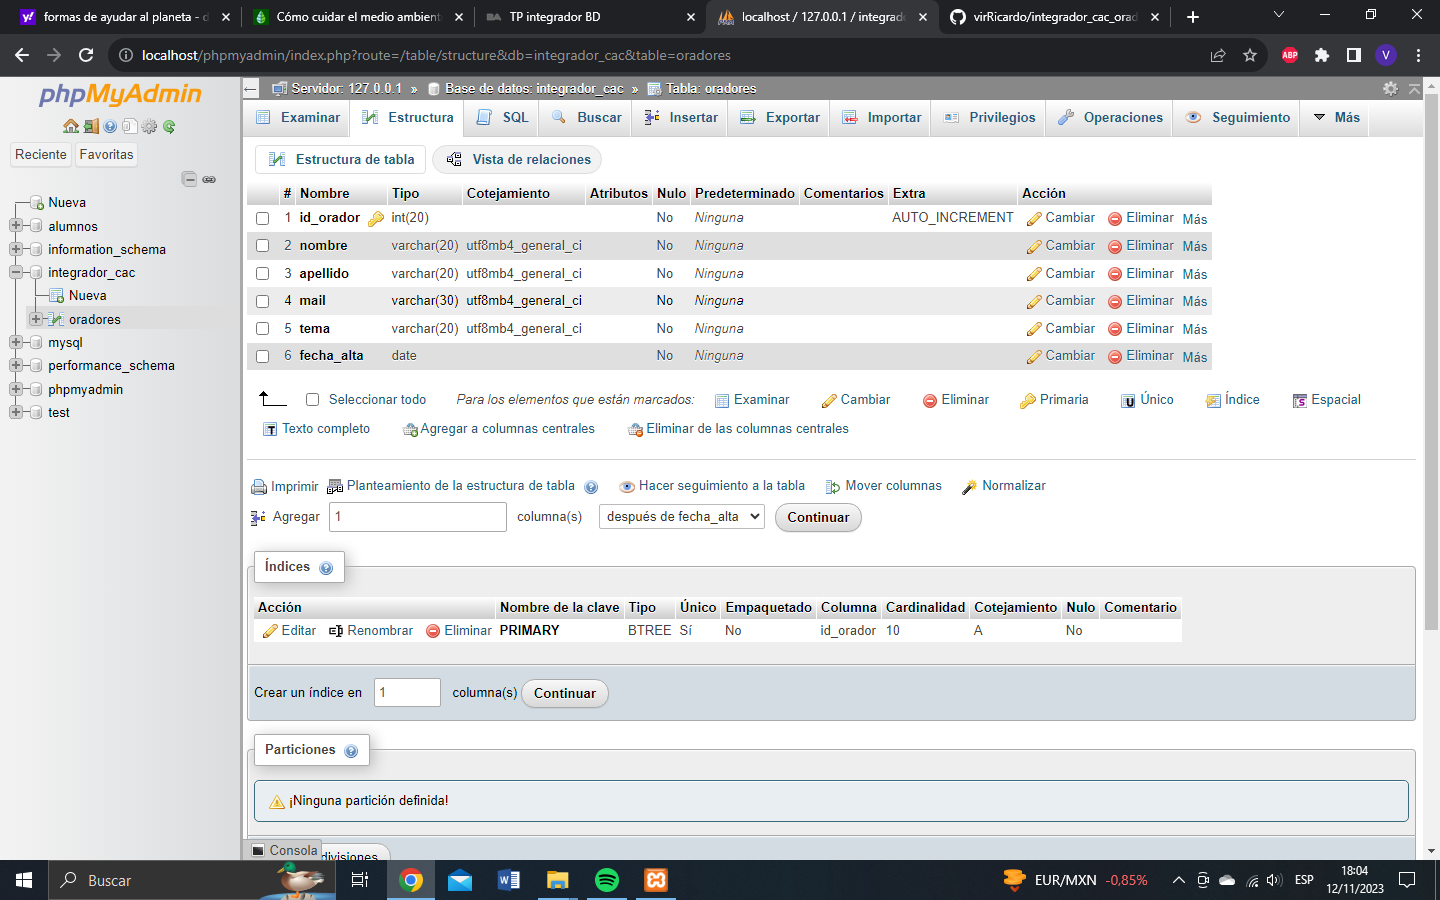 formas de ayudar al planeta - d
Cómo cuidar el medio ambient
TP integrador BD
localhost / 127.0.0.1 / integrado
virRicardo/integrador_cac_orad
localhost/phpmyadmin/index.php?route=/table/structure&db=integrador_cac&table=oradores
ABP
V
phpMyAdmin
Reciente
Favoritas
Nueva
alumnos
information_schema
integrador_cac
Nueva
oradores
mysql
performance_schema
phpmyadmin
test
Servidor: 127.0.0.1 » Base de datos: integrador_cac » Tabla: oradores
Examinar
Estructura
SQL
Buscar
Insertar
Exportar
Importar
Privilegios
Operaciones
Seguimiento
Más
Estructura de tabla
Vista de relaciones
# Nombre Tipo Cotejamiento Atributos Nulo Predeterminado Comentarios Extra Acción
1 id_orador int(20) No Ninguna AUTO_INCREMENT Cambiar Eliminar Más
2 nombre varchar(20) utf8mb4_general_ci No Ninguna Cambiar Eliminar Más
3 apellido varchar(20) utf8mb4_general_ci No Ninguna Cambiar Eliminar Más
4 mail varchar(30) utf8mb4_general_ci No Ninguna Cambiar Eliminar Más
5 tema varchar(20) utf8mb4_general_ci No Ninguna Cambiar Eliminar Más
6 fecha_alta date No Ninguna Cambiar Eliminar Más
Seleccionar todo Para los elementos que están marcados: Examinar Cambiar Eliminar Primaria Único Índice Espacial
Texto completo Agregar a columnas centrales Eliminar de las columnas centrales
Imprimir Planteamiento de la estructura de tabla Hacer seguimiento a la tabla Mover columnas Normalizar
Agregar 1 columna(s) después de fecha_alta Continuar
Índices
Acción Nombre de la clave Tipo Único Empaquetado Columna Cardinalidad Cotejamiento Nulo Comentario
Editar Renombrar Eliminar PRIMARY BTREE Sí No id_orador 10 A No
Crear un índice en 1 columna(s) Continuar
Particiones
¡Ninguna partición definida!
Consola
divisiones
Buscar
EUR/MXN -0,85%
ESP
18:04
12/11/2023